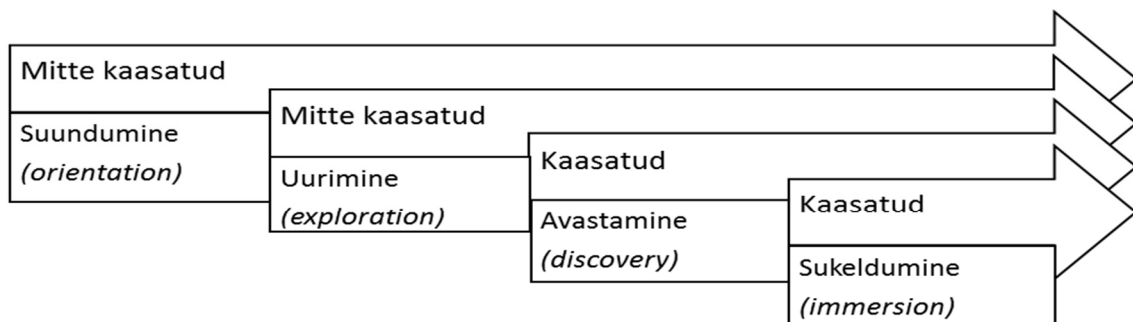 Mitte kaasatud
Suundumine
(orientation)
Mitte kaasatud
Uurimine
(exploration)
Kaasatud
Avastamine
(discovery)
Kaasatud
Sukeldumine
(immersion)